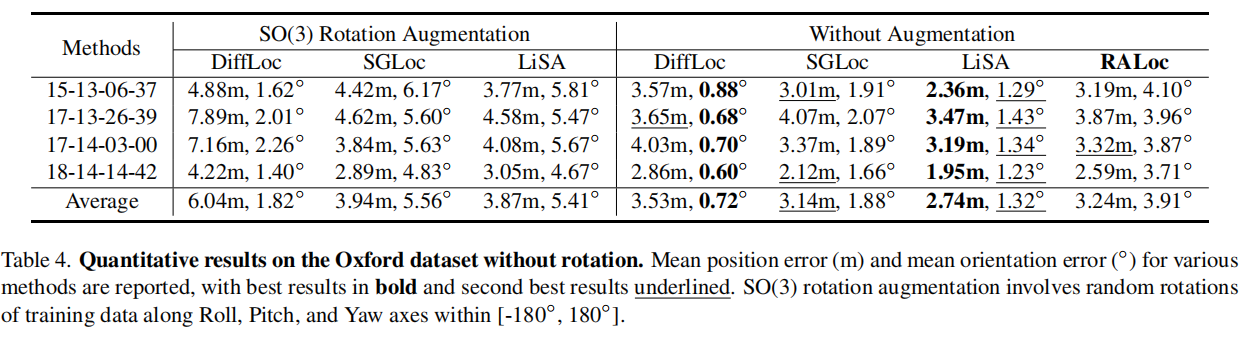 Methods SO(3) Rotation Augmentation Without Augmentation
DiffLoc SGLoc LiSA DiffLoc SGLoc LiSA RALoc
15-13-06-37 4.88m, 1.62° 4.42m, 6.17° 3.77m, 5.81° 3.57m, 0.88° 3.01m, 1.91° 2.36m, 1.29° 3.19m, 4.10°
17-13-26-39 7.89m, 2.01° 4.62m, 5.60° 4.58m, 5.47° 3.65m, 0.68° 4.07m, 2.07° 3.47m, 1.43° 3.87m, 3.96°
17-14-03-00 7.16m, 2.26° 3.84m, 5.63° 4.08m, 5.67° 4.03m, 0.70° 3.37m, 1.89° 3.19m, 1.34° 3.32m, 3.87°
18-14-14-42 4.22m, 1.40° 2.89m, 4.83° 3.05m, 4.67° 2.86m, 0.60° 2.12m, 1.66° 1.95m, 1.23° 2.59m, 3.71°
Average 6.04m, 1.82° 3.94m, 5.56° 3.87m, 5.41° 3.53m, 0.72° 3.14m, 1.88° 2.74m, 1.32° 3.24m, 3.91°
Table 4. Quantitative results on the Oxford dataset without rotation. Mean position error (m) and mean orientation error (°) for various
methods are reported, with best results in bold and second best results underlined. SO(3) rotation augmentation involves random rotations
of training data along Roll, Pitch, and Yaw axes within [-180°, 180°].